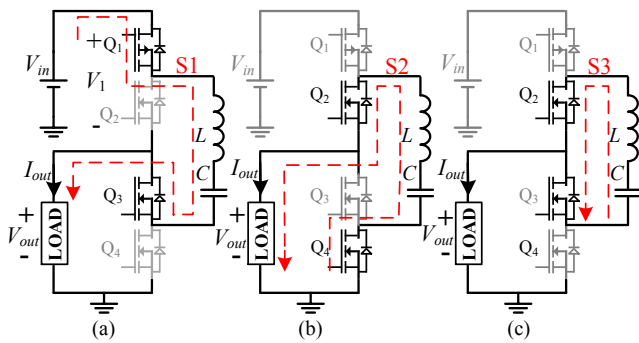 +
Q1
S1
Vin
V1
-
Q2
L
C
Iout
Q3
+
Vout
-
LOAD
Q4
(a)
Q1
S2
Vin
Q2
L
C
Iout
Q3
+
Vout
-
LOAD
Q4
(b)
Q1
S3
Vin
Q2
L
C
Iout
Q3
+
Vout
-
LOAD
Q4
(c)